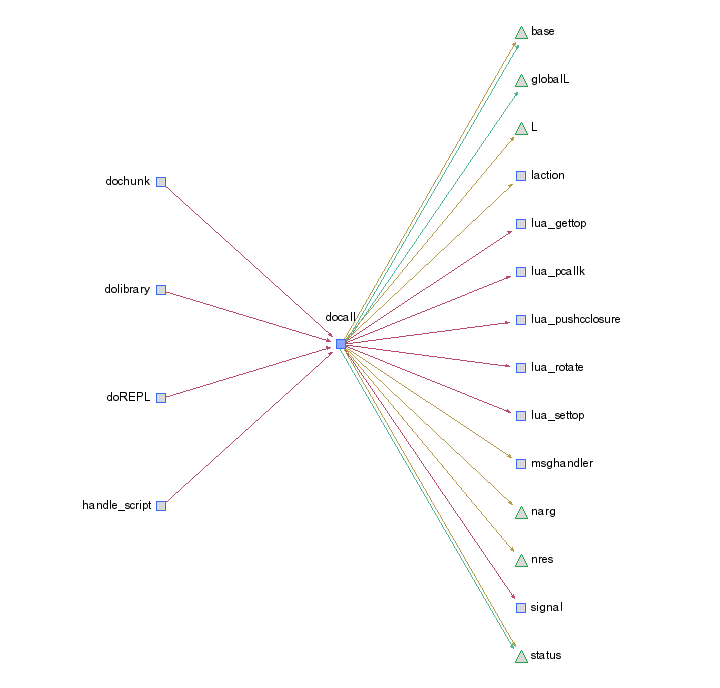 dochunk
dolibrary
doREPL
handle_script
docall
base
globalL
L
laction
lua_gettop
lua_pcallk
lua_pushcclosure
lua_rotate
lua_settop
msghandler
narg
nres
signal
status